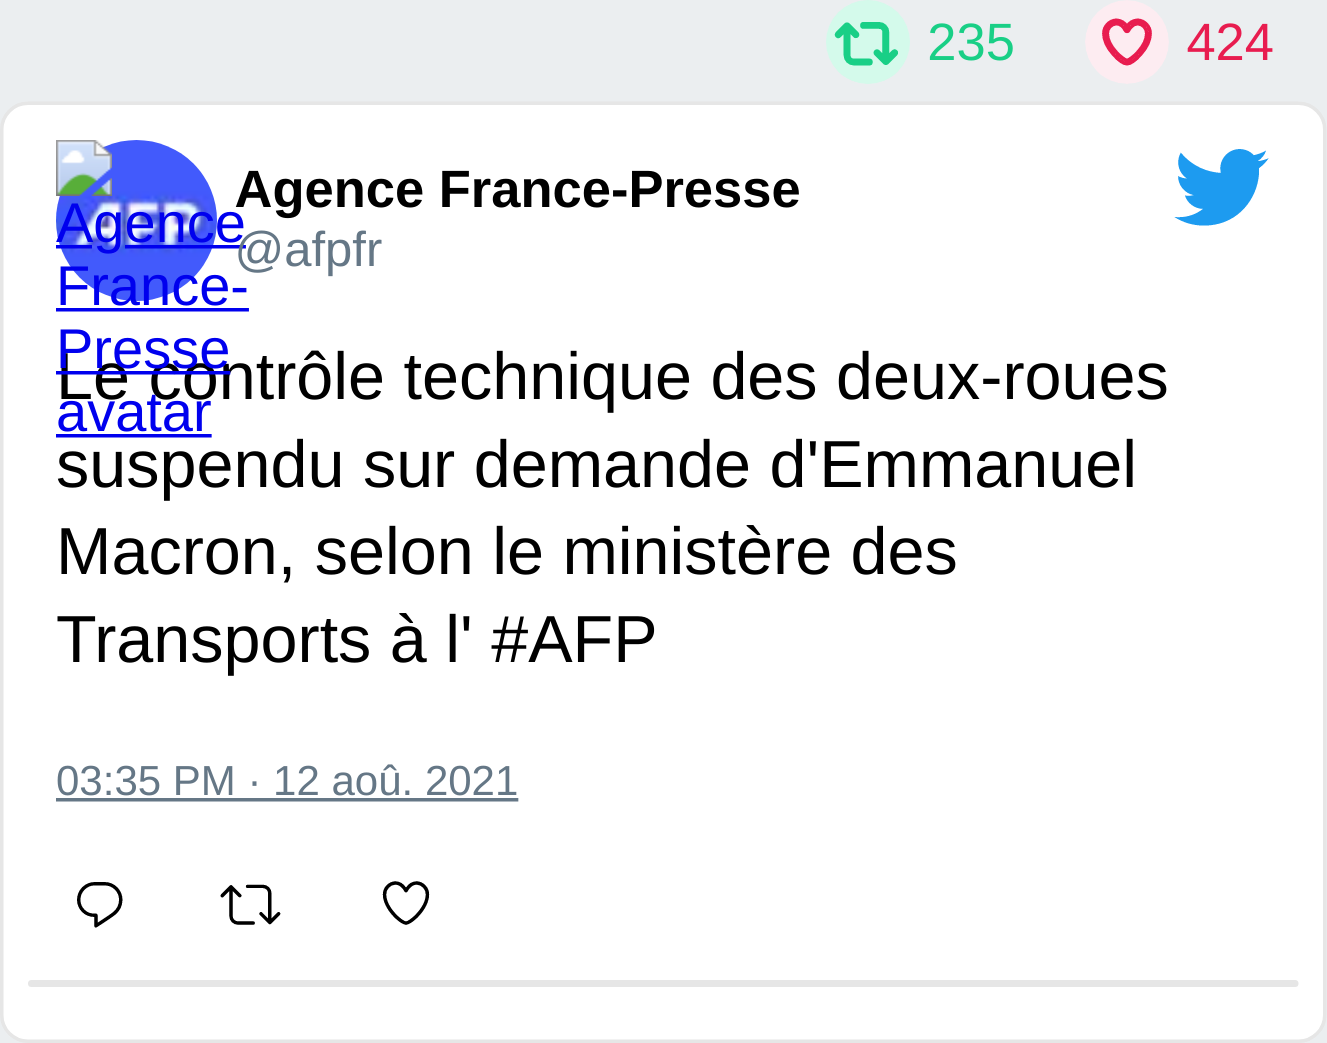 235 424
Agence France-Presse
@afpfr
AFP
Agence
France-
Presse
avatar
Le contrôle technique des deux-roues
suspendu sur demande d'Emmanuel
Macron, selon le ministère des
Transports à l' #AFP
03:35 PM · 12 aoû. 2021